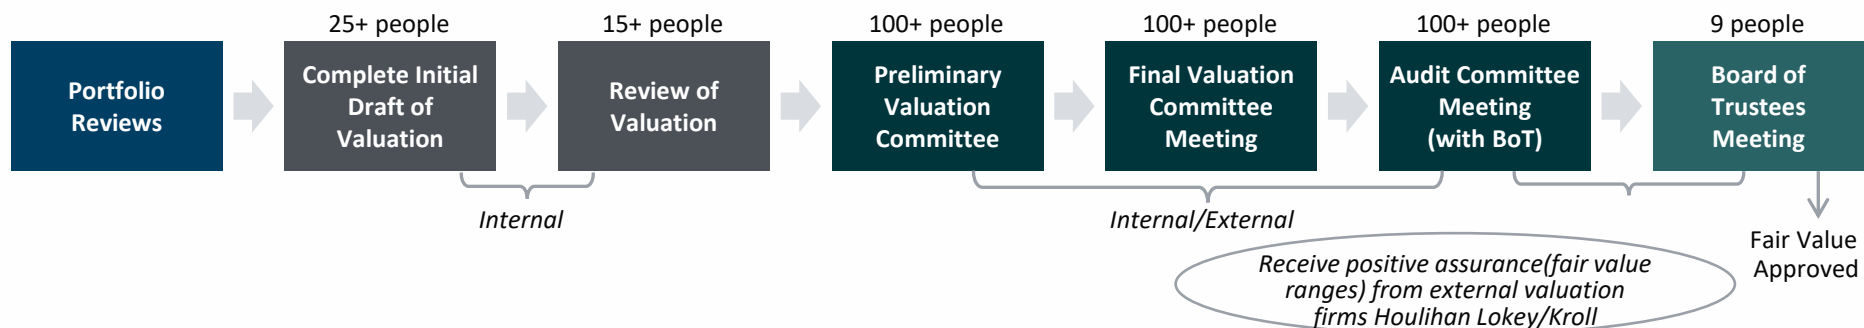 25+ people
15+ people
100+ people
100+ people
100+ people
9 people
Portfolio
Reviews
Complete Initial
Draft of
Valuation
Review of
Valuation
Preliminary
Valuation
Committee
Final Valuation
Committee
Meeting
Audit Committee
Meeting
(with BoT)
Board of
Trustees
Meeting
Internal
Internal/External
Receive positive assurance(fair value
ranges) from external valuation
firms Houlihan Lokey/Kroll
Fair Value
Approved